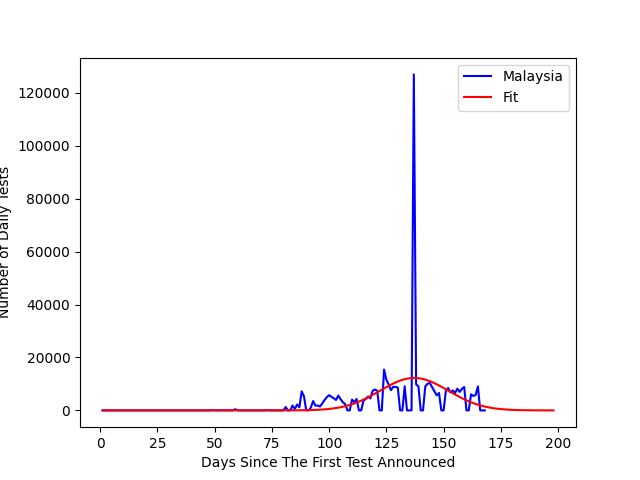 Malaysia
Fit
120000
100000
80000
60000
40000
20000
0
Number of Daily Tests
0 25 50 75 100 125 150 175 200
Days Since The First Test Announced